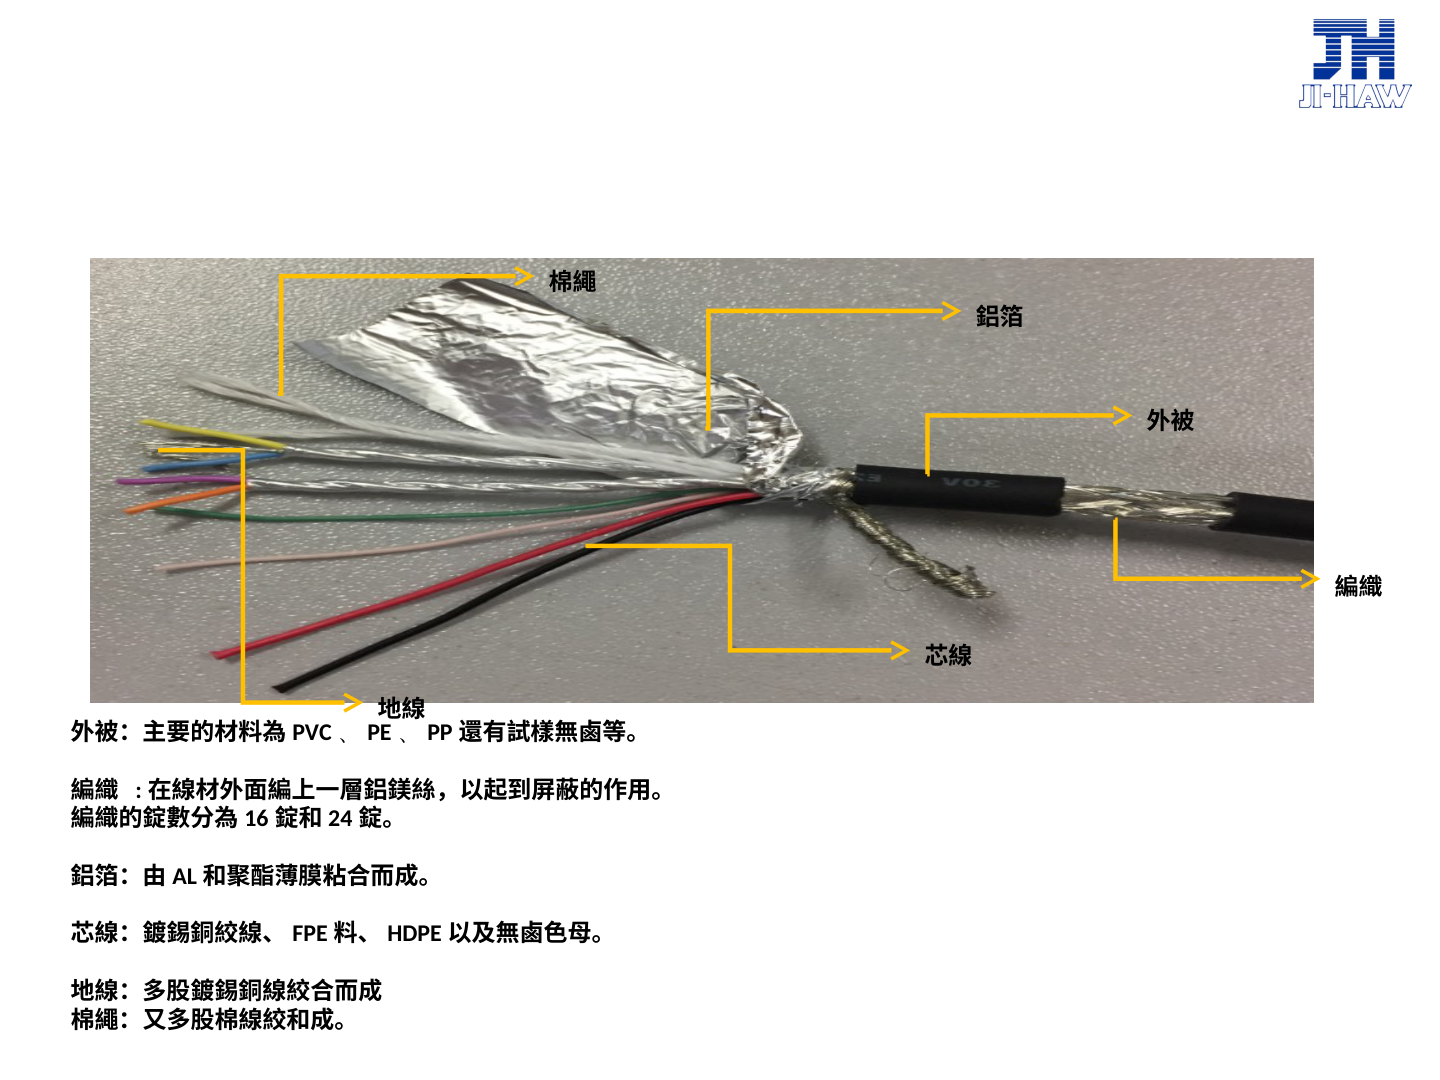 JI-HAW
棉繩
鋁箔
外被
30A
編織
芯線
地線
外被：主要的材料為 PVC 、 PE 、 PP 還有試樣無鹵等。
編織 : 在線材外面編上一層鋁鎂絲，以起到屏蔽的作用。
編織的錠數分為 16 錠和 24 錠。
鋁箔：由 AL 和聚酯薄膜粘合而成。
芯線：鍍錫銅絞線、 FPE 料、 HDPE 以及無鹵色母。
地線：多股鍍錫銅線絞合而成
棉繩：又多股棉線絞和成。